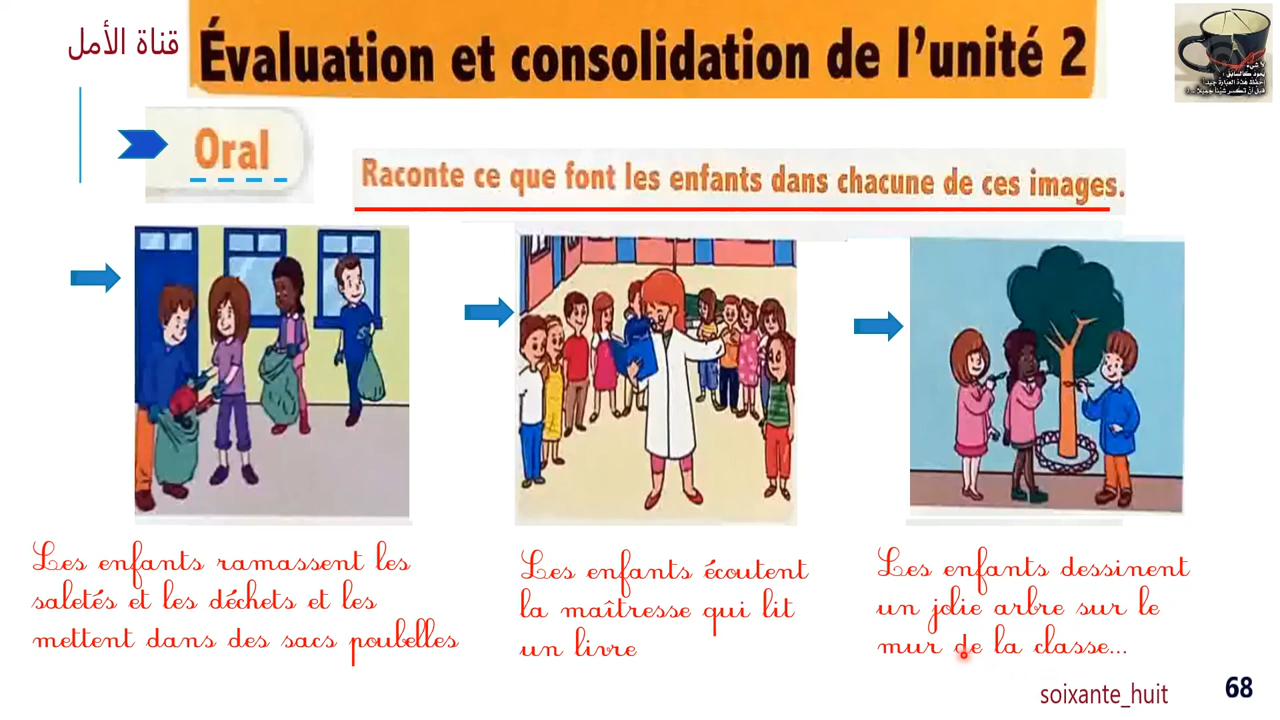 قناة الأمل
Évaluation et consolidation de l'unité 2
Oral
Raconte ce que font les enfants dans chacune de ces images.
Les enfants ramassent les
saletés et les déchets et les
mettent dans des sacs poubelles
Les enfants écoutent
la maîtresse qui lit
un livre
Les enfants dessinent
un jolie arbre sur le
mur de la classe...
soixante_huit
68